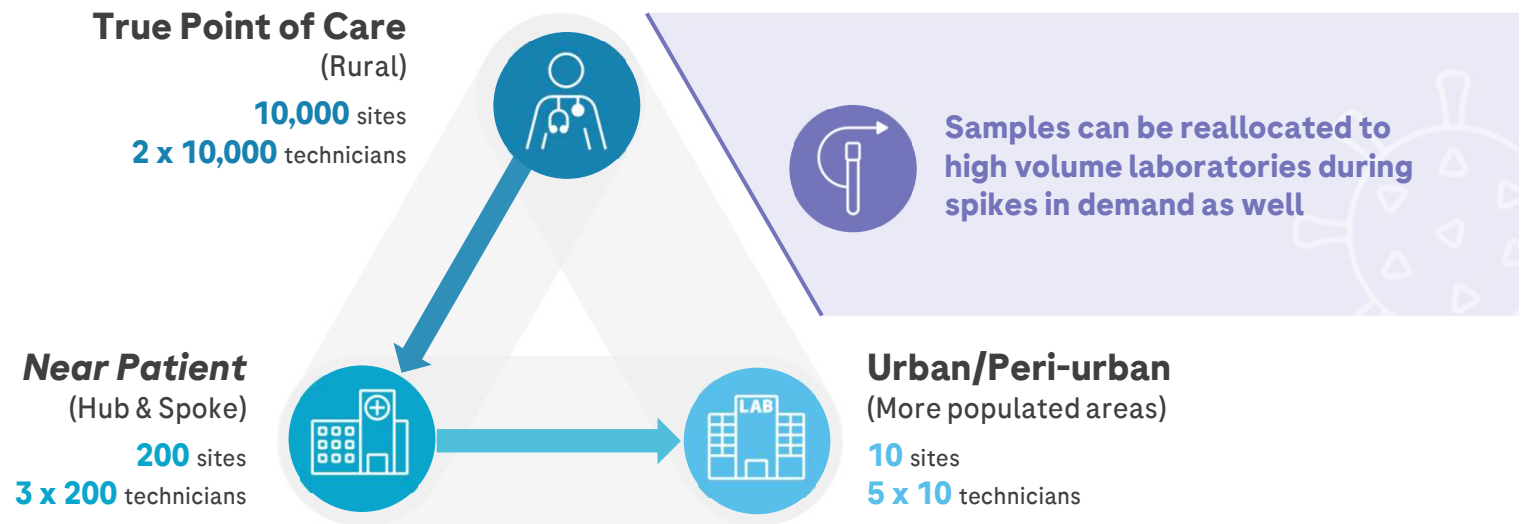 True Point of Care
(Rural)
10,000 sites
2 x 10,000 technicians
Samples can be reallocated to
high volume laboratories during
spikes in demand as well
Near Patient
(Hub & Spoke)
200 sites
3 x 200 technicians
LAB
Urban/Peri-urban
(More populated areas)
10 sites
5 x 10 technicians